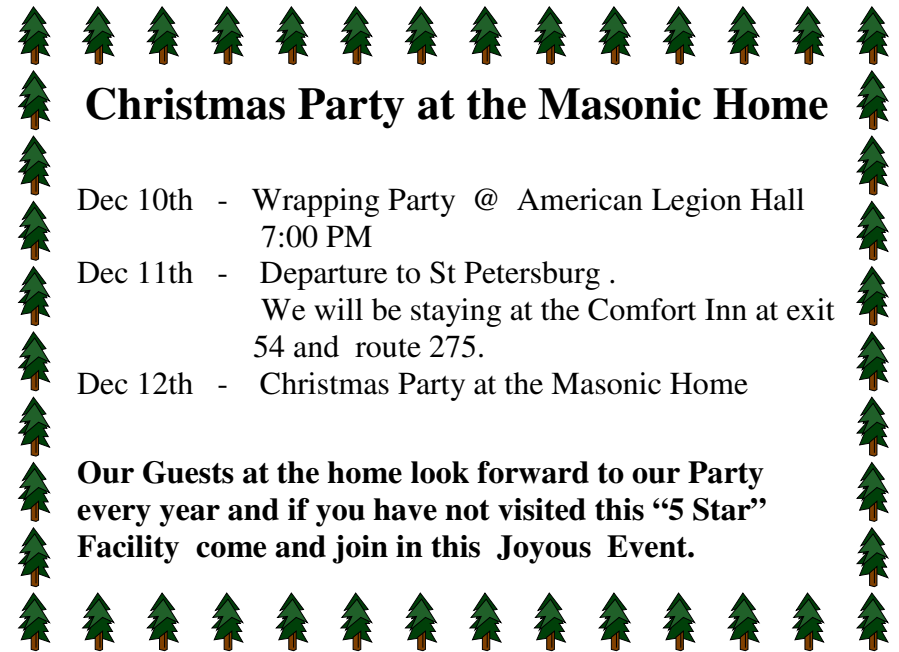 Christmas Party at the Masonic Home
Dec 10th - Wrapping Party @ American Legion Hall
7:00 PM
Dec 11th - Departure to St Petersburg .
We will be staying at the Comfort Inn at exit
54 and route 275.
Dec 12th - Christmas Party at the Masonic Home
Our Guests at the home look forward to our Party
every year and if you have not visited this “5 Star”
Facility come and join in this Joyous Event.